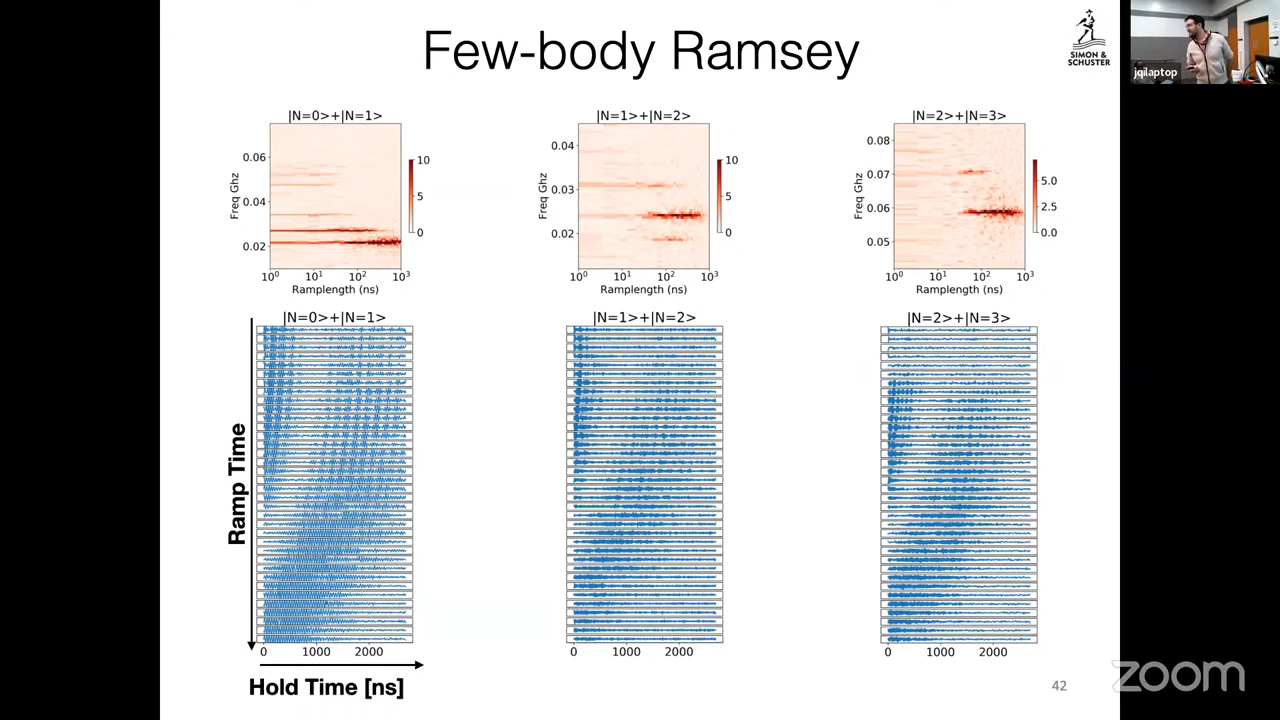 Few-body Ramsey
SIMON &
SCHUSTER
jqilaptop
|N=0>+|N=1>
0.06
0.04
0.02
Freq Ghz
10
5
0
10⁰ 10¹ 10² 10³
Ramplength (ns)
|N=1>+|N=2>
0.04
0.03
0.02
Freq Ghz
10
5
0
10⁰ 10¹ 10² 10³
Ramplength (ns)
|N=2>+|N=3>
0.08
0.07
0.06
0.05
Freq Ghz
5.0
2.5
0.0
10⁰ 10¹ 10² 10³
Ramplength (ns)
|N=0>+|N=1>
Ramp Time
0 1000 2000
Hold Time [ns]
|N=1>+|N=2>
0 1000 2000
|N=2>+|N=3>
0 1000 2000
42
zoom